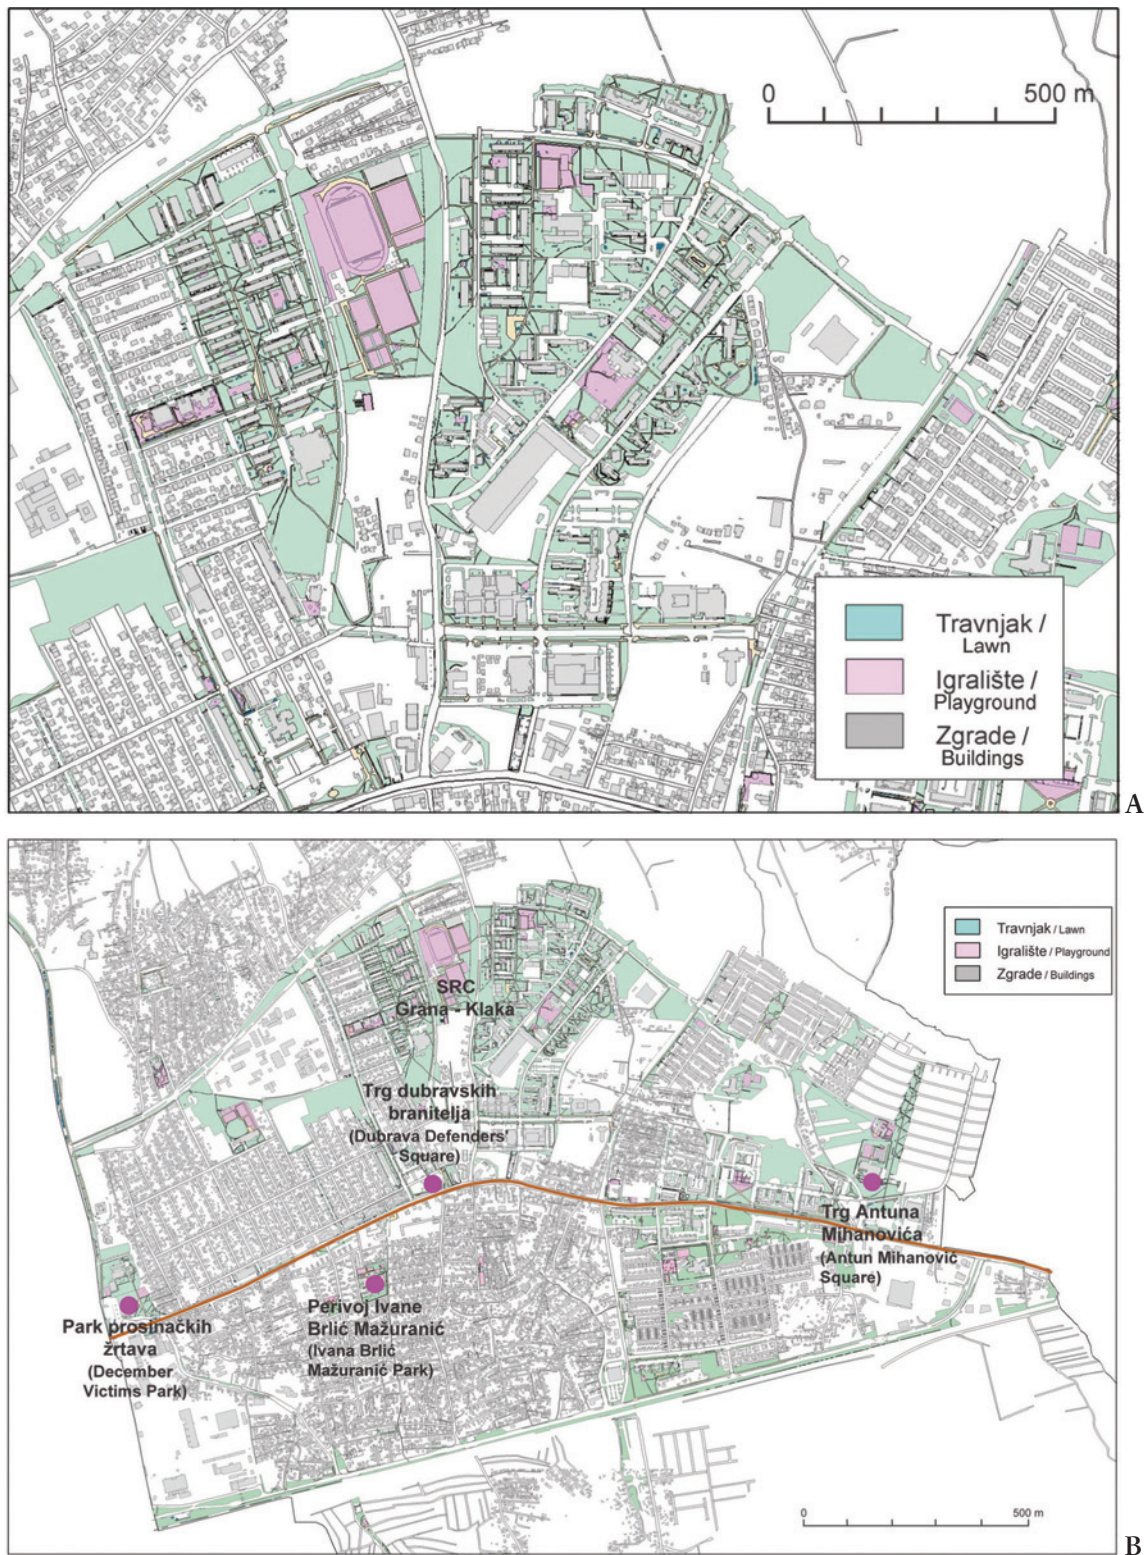 0 500 m
Travnjak /
Lawn
Igralište /
Playground
Zgrade /
Buildings
A
Travnjak / Lawn
Igralište / Playground
Zgrade / Buildings
SRC
Grana - Klaka
Trg dubravskih
branitelja
(Dubrava Defenders'
Square)
Trg Antuna
Mihanovića
(Antun Mihanović
Square)
Park prosinačkih
žrtava
(December
Victims Park)
Perivoj Ivane
Brlić Mažuranić
(Ivana Brlić
Mažuranić Park)
0 500 m
B